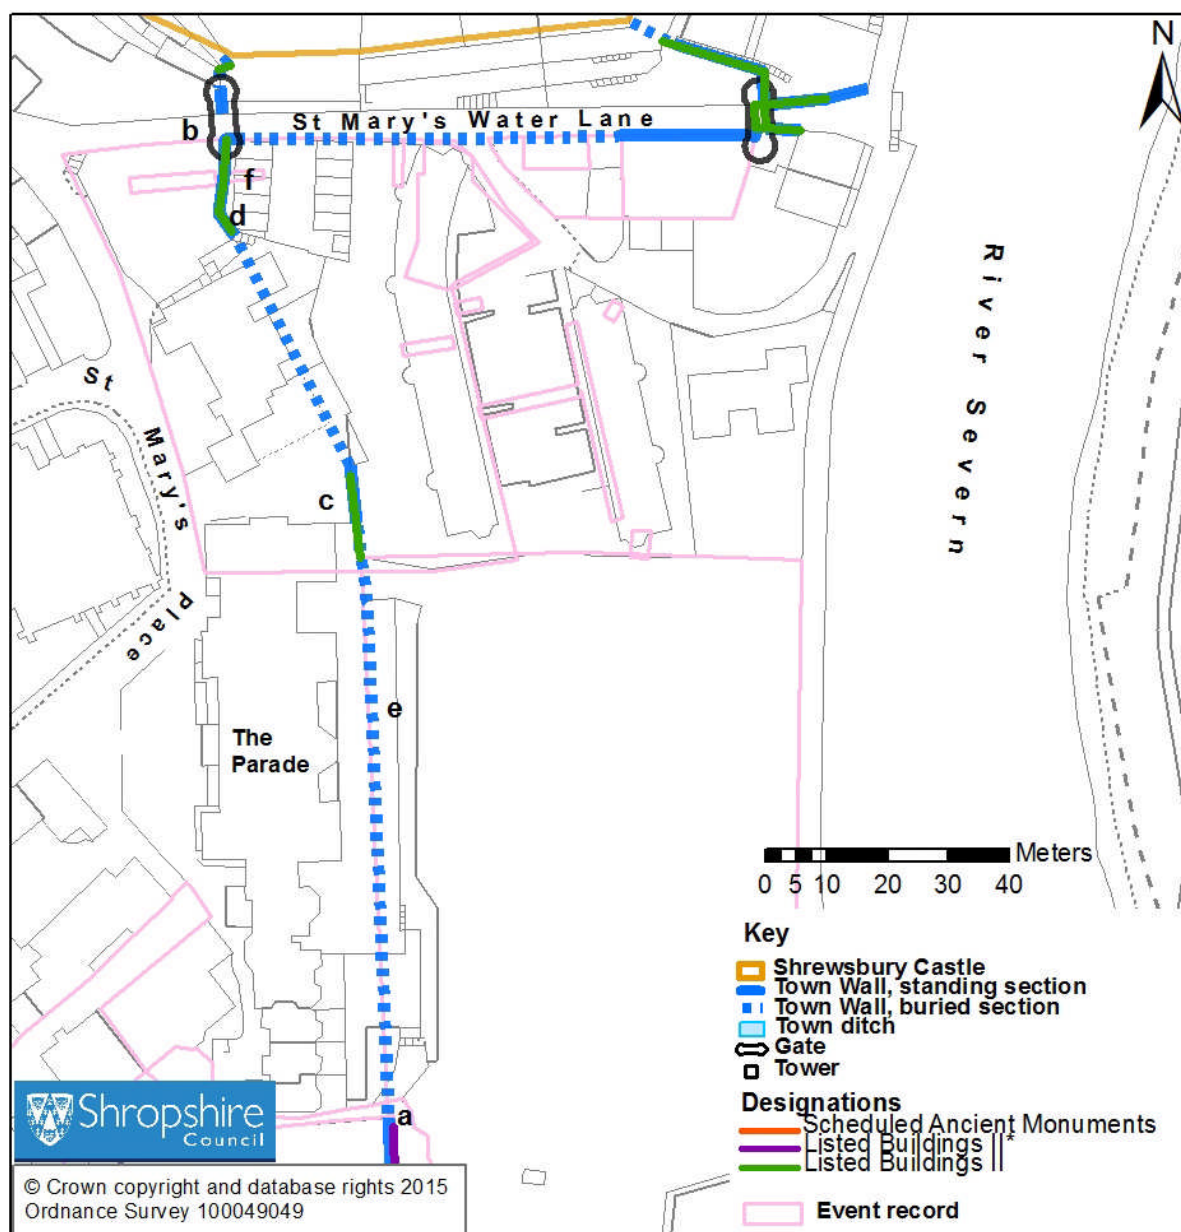 N
b
St Mary's Water Lane
f
d
River Severn
St Mary's Place
c
e
The
Parade
Meters
0 5 10 20 30 40
Key
Shrewsbury Castle
Town Wall, standing section
Town Wall, buried section
Town ditch
Gate
Tower
Designations
Scheduled Ancient Monuments
Listed Buildings II*
Listed Buildings II
Event record
a
Shropshire
Council
© Crown copyright and database rights 2015
Ordnance Survey 100049049